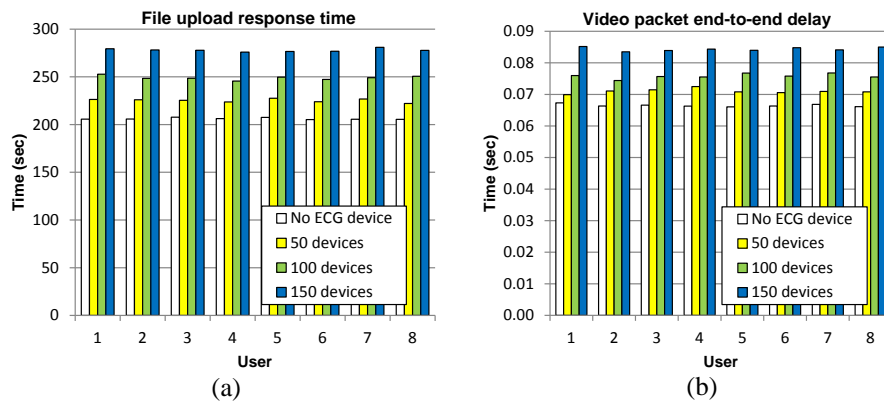 File upload response time
300
250
200
150
100
50
0
Time (sec)
No ECG device
50 devices
100 devices
150 devices
1 2 3 4 5 6 7 8
User
(a)
Video packet end-to-end delay
0.09
0.08
0.07
0.06
0.05
0.04
0.03
0.02
0.01
0.00
Time (sec)
No ECG device
50 devices
100 devices
150 devices
1 2 3 4 5 6 7 8
User
(b)